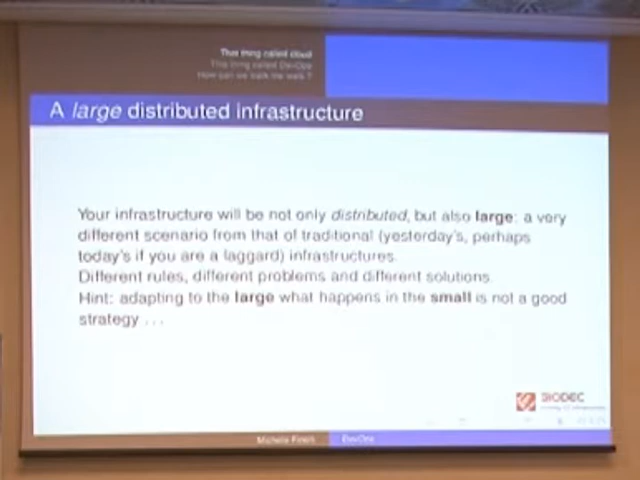 This thing called cloud
This thing called DevOps
How can we walk the walk ?
A large distributed infrastructure
Your infrastructure will be not only distributed, but also large: a very
different scenario from that of traditional (yesterday's, perhaps
today's if you are a laggard) infrastructures.
Different rules, different problems and different solutions.
Hint: adapting to the large what happens in the small is not a good
strategy . . .
BIODEC
Michele
DevOps